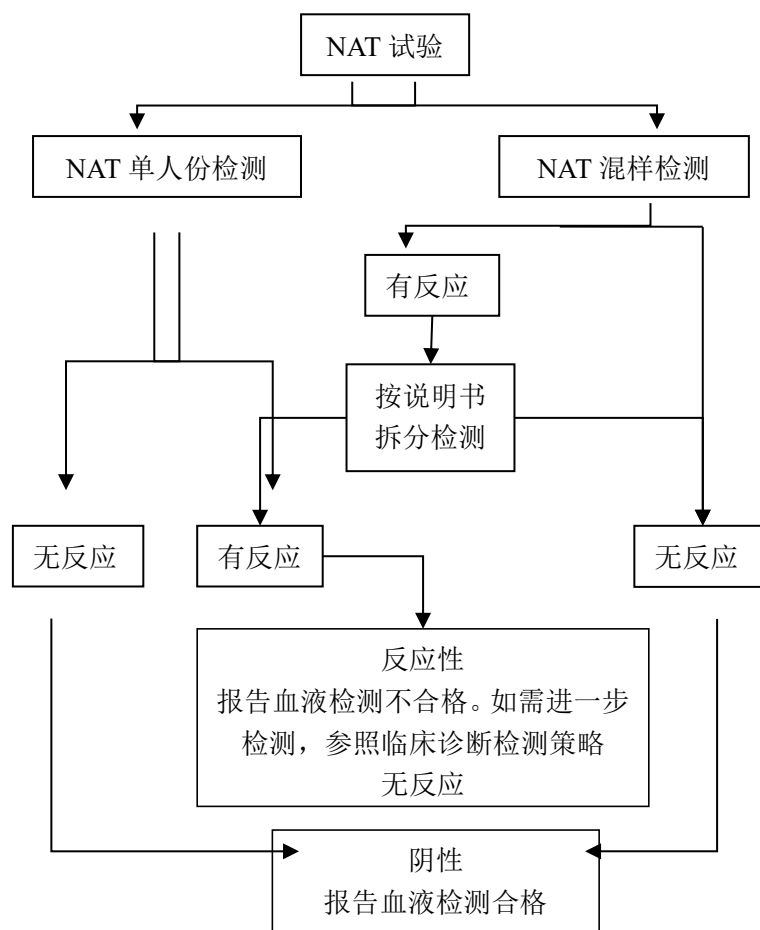 NAT 试验
NAT 单人份检测
NAT 混样检测
有反应
按说明书
拆分检测
无反应
有反应
无反应
反应性
报告血液检测不合格。如需进一步
检测，参照临床诊断检测策略
无反应
阴性
报告血液检测合格